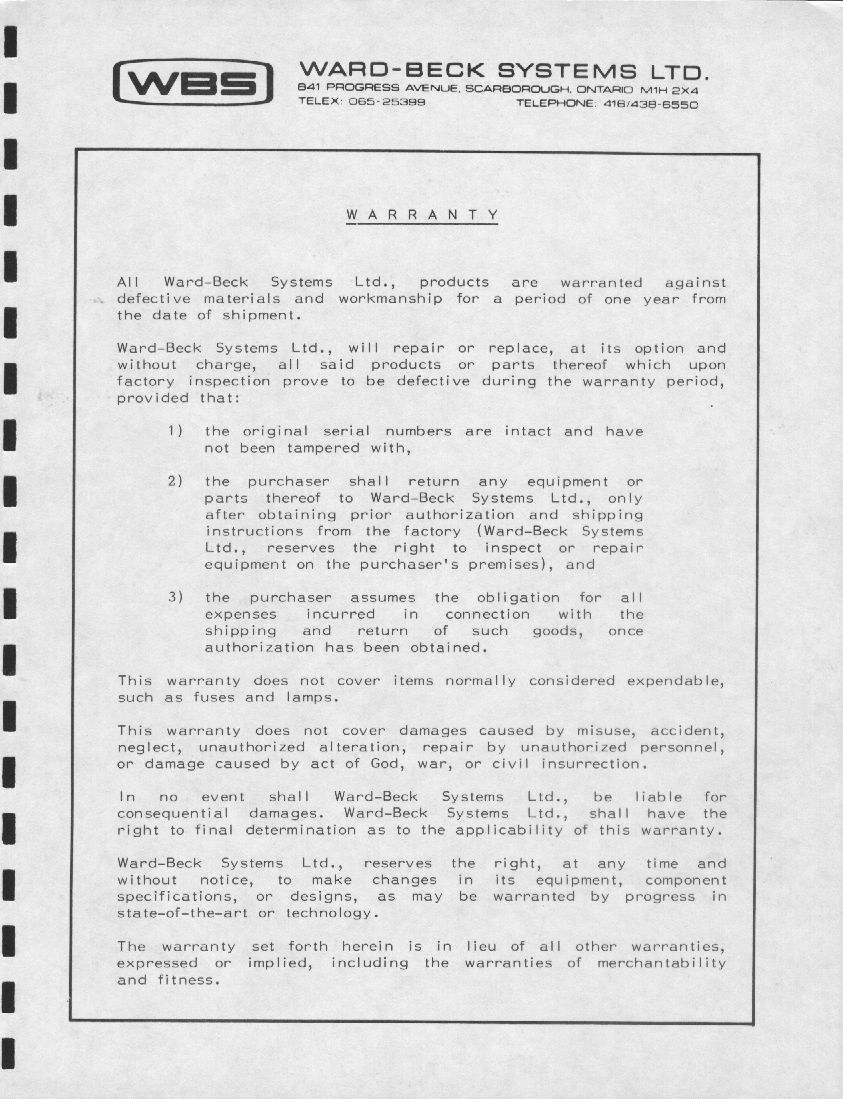 WBS
WARD-BECK SYSTEMS LTD.
841 PROGRESS AVENUE, SCARBOROUGH, ONTARIO M1H 2X4
TELEX: 065-25399 TELEPHONE: 416/438-6550
WARRANTY
All Ward-Beck Systems Ltd., products are warranted against
defective materials and workmanship for a period of one year from
the date of shipment.
Ward-Beck Systems Ltd., will repair or replace, at its option and
without charge, all said products or parts thereof which upon
factory inspection prove to be defective during the warranty period,
provided that:
1) the original serial numbers are intact and have
not been tampered with,
2) the purchaser shall return any equipment or
parts thereof to Ward-Beck Systems Ltd., only
after obtaining prior authorization and shipping
instructions from the factory (Ward-Beck Systems
Ltd., reserves the right to inspect or repair
equipment on the purchaser's premises), and
3) the purchaser assumes the obligation for all
expenses incurred in connection with the
shipping and return of such goods, once
authorization has been obtained.
This warranty does not cover items normally considered expendable,
such as fuses and lamps.
This warranty does not cover damages caused by misuse, accident,
neglect, unauthorized alteration, repair by unauthorized personnel,
or damage caused by act of God, war, or civil insurrection.
In no event shall Ward-Beck Systems Ltd., be liable for
consequential damages. Ward-Beck Systems Ltd., shall have the
right to final determination as to the applicability of this warranty.
Ward-Beck Systems Ltd., reserves the right, at any time and
without notice, to make changes in its equipment, component
specifications, or designs, as may be warranted by progress in
state-of-the-art or technology.
The warranty set forth herein is in lieu of all other warranties,
expressed or implied, including the warranties of merchantability
and fitness.